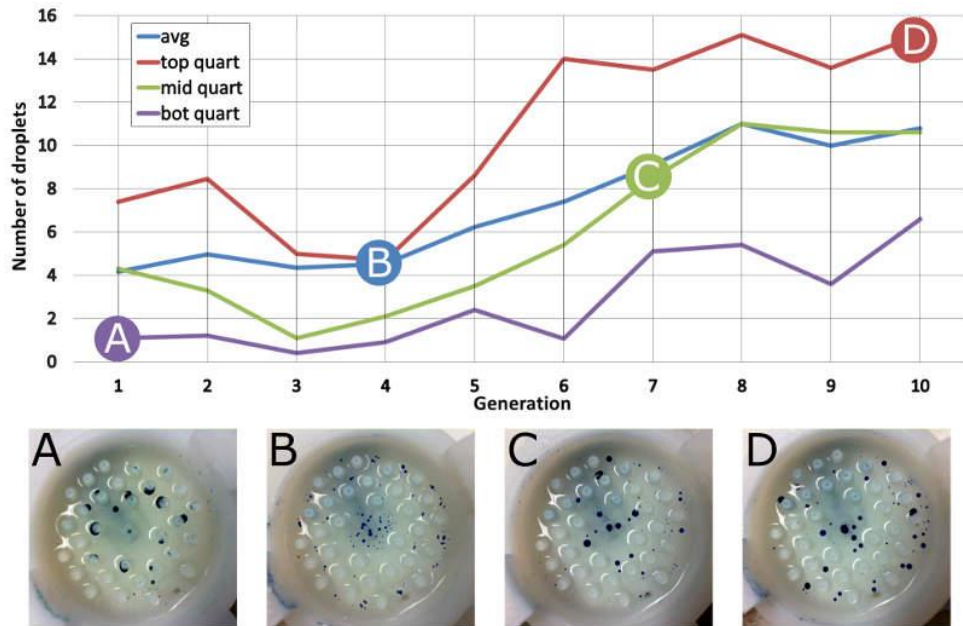 Number of droplets
16
14
12
10
8
6
4
2
0
avg
top quart
mid quart
bot quart
A
B
C
D
1 2 3 4 5 6 7 8 9 10
Generation
A B C D